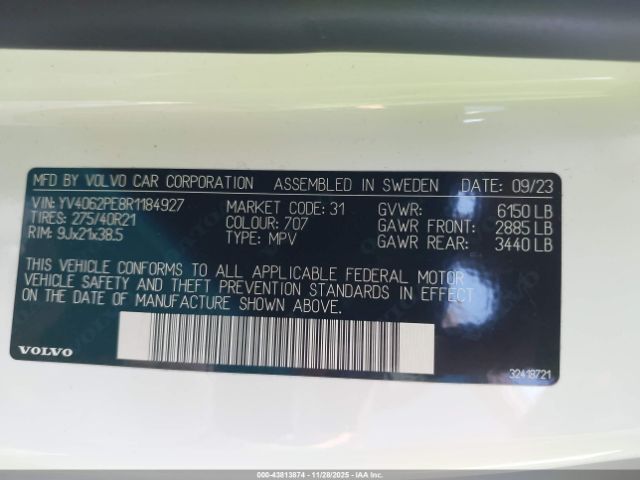 MFD BY VOLVO CAR CORPORATION ASSEMBLED IN SWEDEN DATE: 09/23
VIN: YV4062PE8R1184927 MARKET CODE: 31 GVWR: 6150 LB
TIRES: 275/40R21 COLOUR: 707 GAWR FRONT: 2885 LB
RIM: 9Jx21x38.5 TYPE: MPV GAWR REAR: 3440 LB
THIS VEHICLE CONFORMS TO ALL APPLICABLE FEDERAL MOTOR
VEHICLE SAFETY AND THEFT PREVENTION STANDARDS IN EFFECT
ON THE DATE OF MANUFACTURE SHOWN ABOVE.
VOLVO
32418721
000-43813874 | 11/28/2025 - IAAI Inc.